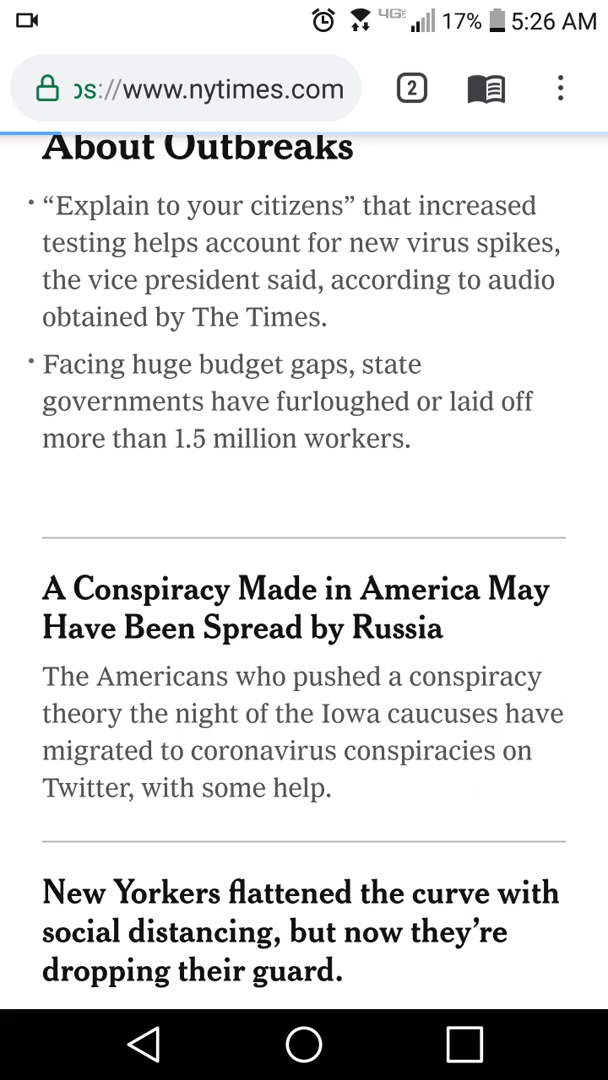 4GE 17% 5:26 AM
os://www.nytimes.com 2
About Outbreaks
• “Explain to your citizens” that increased
testing helps account for new virus spikes,
the vice president said, according to audio
obtained by The Times.
• Facing huge budget gaps, state
governments have furloughed or laid off
more than 1.5 million workers.
A Conspiracy Made in America May
Have Been Spread by Russia
The Americans who pushed a conspiracy
theory the night of the Iowa caucuses have
migrated to coronavirus conspiracies on
Twitter, with some help.
New Yorkers flattened the curve with
social distancing, but now they’re
dropping their guard.